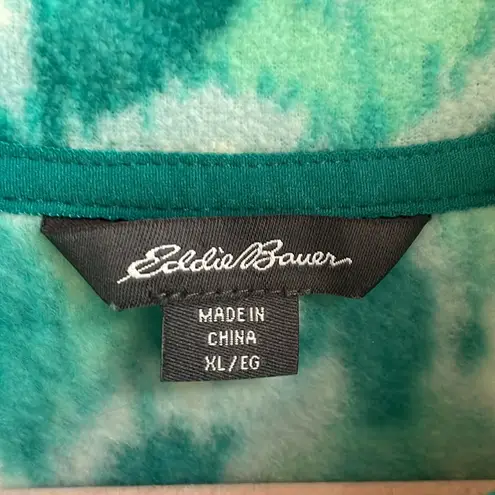 Eddie Bauer
MADE IN
CHINA
XL/EG